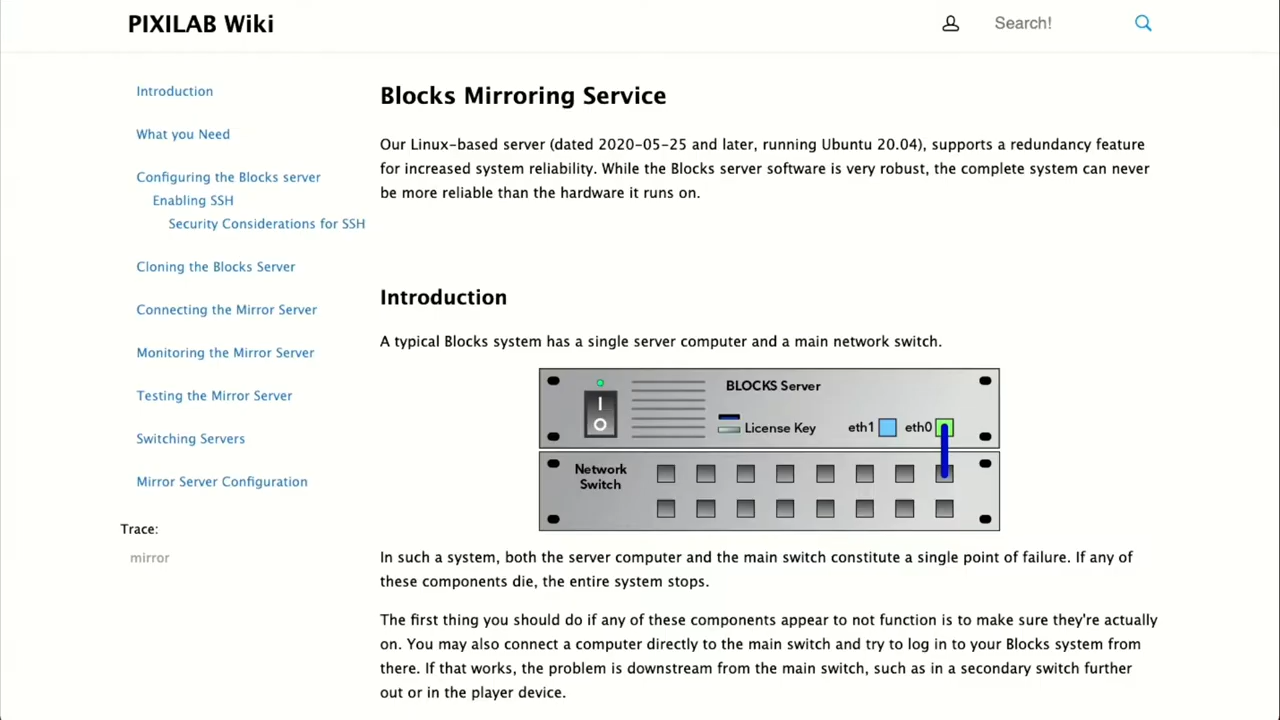 PIXILAB Wiki
Search!
Introduction
What you Need
Configuring the Blocks server
Enabling SSH
Security Considerations for SSH
Cloning the Blocks Server
Connecting the Mirror Server
Monitoring the Mirror Server
Testing the Mirror Server
Switching Servers
Mirror Server Configuration
Trace:
mirror
Blocks Mirroring Service
Our Linux-based server (dated 2020-05-25 and later, running Ubuntu 20.04), supports a redundancy feature
for increased system reliability. While the Blocks server software is very robust, the complete system can never
be more reliable than the hardware it runs on.
Introduction
A typical Blocks system has a single server computer and a main network switch.
BLOCKS Server
License Key
eth1
eth0
Network
Switch
In such a system, both the server computer and the main switch constitute a single point of failure. If any of
these components die, the entire system stops.
The first thing you should do if any of these components appear to not function is to make sure they're actually
on. You may also connect a computer directly to the main switch and try to log in to your Blocks system from
there. If that works, the problem is downstream from the main switch, such as in a secondary switch further
out or in the player device.